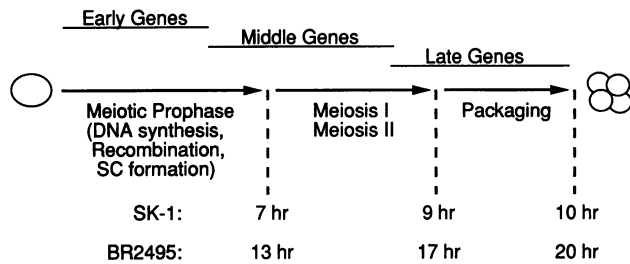 Early Genes
Middle Genes
Late Genes
Meiotic Prophase
(DNA synthesis,
Recombination,
SC formation)
Meiosis I
Meiosis II
Packaging
SK-1: 7 hr 9 hr 10 hr
BR2495: 13 hr 17 hr 20 hr